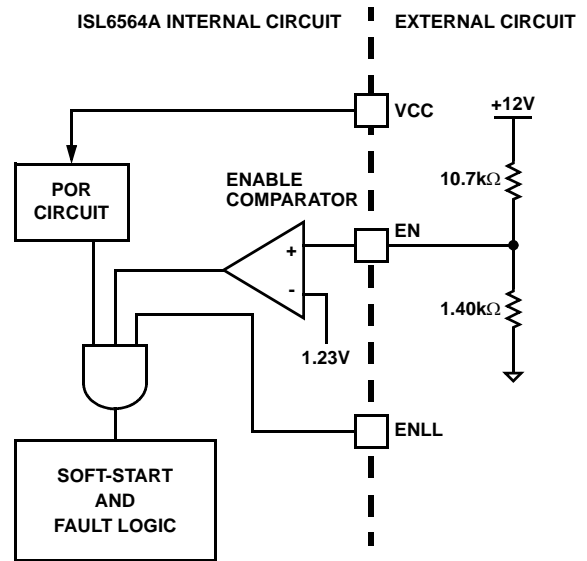 ISL6564A INTERNAL CIRCUIT
EXTERNAL CIRCUIT
VCC
+12V
POR
CIRCUIT
ENABLE
COMPARATOR
10.7kΩ
EN
+
-
1.40kΩ
1.23V
ENLL
SOFT-START
AND
FAULT LOGIC